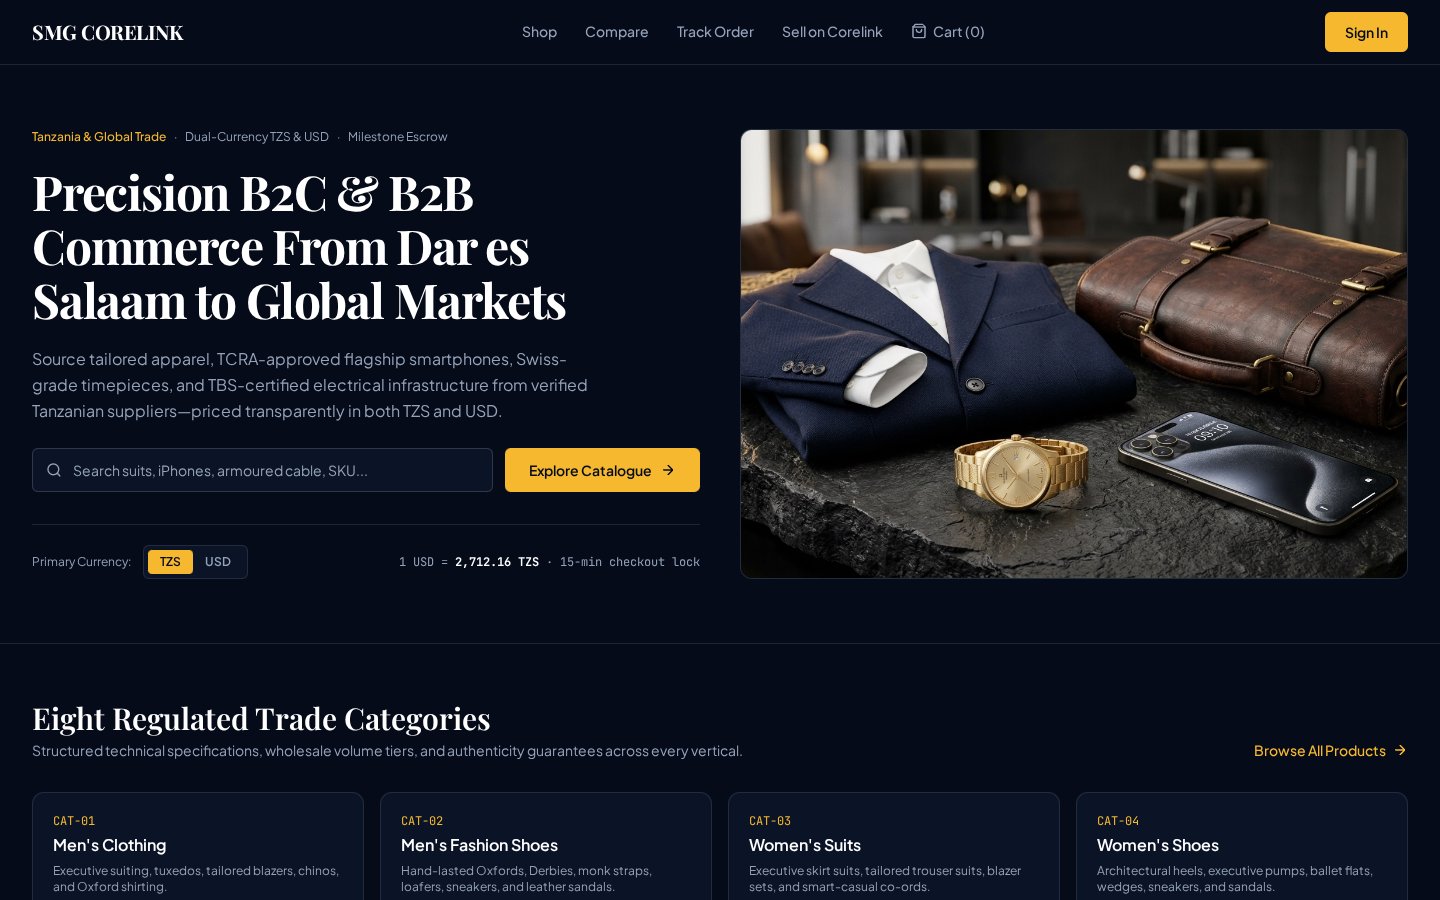 SMG CORELINK
Shop
Compare
Track Order
Sell on Corelink
Cart (0)
Sign In
Tanzania & Global Trade · Dual-Currency TZS & USD · Milestone Escrow
Precision B2C & B2B
Commerce From Dar es
Salaam to Global Markets
Source tailored apparel, TCRA-approved flagship smartphones, Swiss-
grade timepieces, and TBS-certified electrical infrastructure from verified
Tanzanian suppliers—priced transparently in both TZS and USD.
Search suits, iPhones, armoured cable, SKU...
Explore Catalogue
Primary Currency:
TZS
USD
1 USD = 2,712.16 TZS · 15-min checkout lock
09:10
Eight Regulated Trade Categories
Structured technical specifications, wholesale volume tiers, and authenticity guarantees across every vertical.
Browse All Products
CAT-01
Men's Clothing
Executive suiting, tuxedos, tailored blazers, chinos,
and Oxford shirting.
CAT-02
Men's Fashion Shoes
Hand-lasted Oxfords, Derbies, monk straps,
loafers, sneakers, and leather sandals.
CAT-03
Women's Suits
Executive skirt suits, tailored trouser suits, blazer
sets, and smart-casual co-ords.
CAT-04
Women's Shoes
Architectural heels, executive pumps, ballet flats,
wedges, sneakers, and sandals.